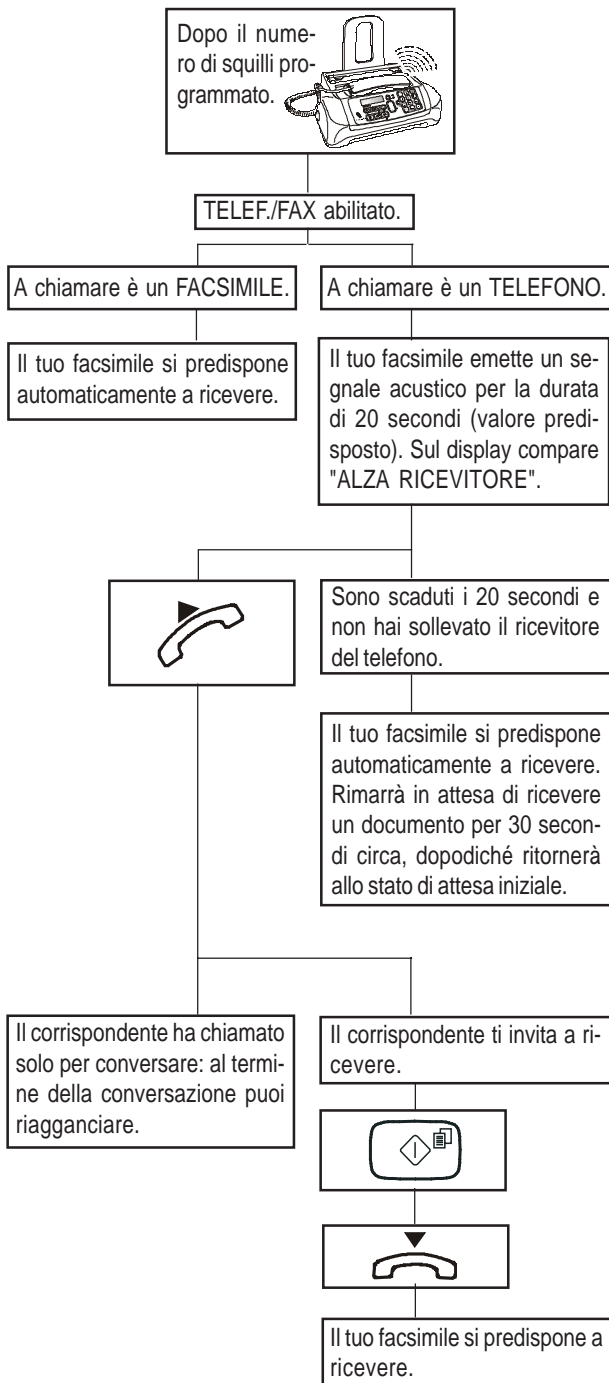 Dopo il nume-
ro di squilli pro-
grammato.
TELEF./FAX abilitato.
A chiamare è un FACSIMILE.
A chiamare è un TELEFONO.
Il tuo facsimile si predispone
automaticamente a ricevere.
Il tuo facsimile emette un se-
gnale acustico per la durata
di 20 secondi (valore predi-
sposto). Sul display compare
"ALZA RICEVITORE".
Sono scaduti i 20 secondi e
non hai sollevato il ricevitore
del telefono.
Il tuo facsimile si predispone
automaticamente a ricevere.
Rimarrà in attesa di ricevere
un documento per 30 secon-
di circa, dopodiché ritornerà
allo stato di attesa iniziale.
Il corrispondente ha chiamato
solo per conversare: al termi-
ne della conversazione puoi
riagganciare.
Il corrispondente ti invita a ri-
cevere.
Il tuo facsimile si predispone a
ricevere.